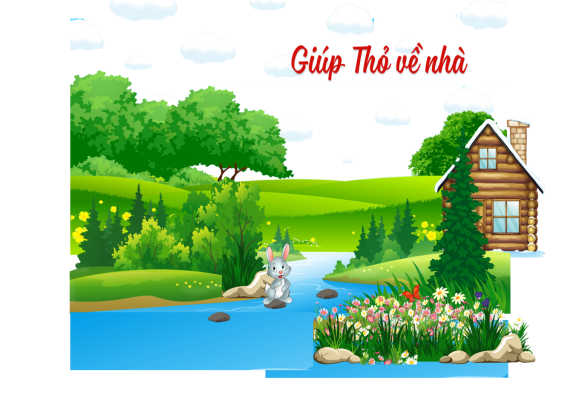 Giúp Thỏ về nhà